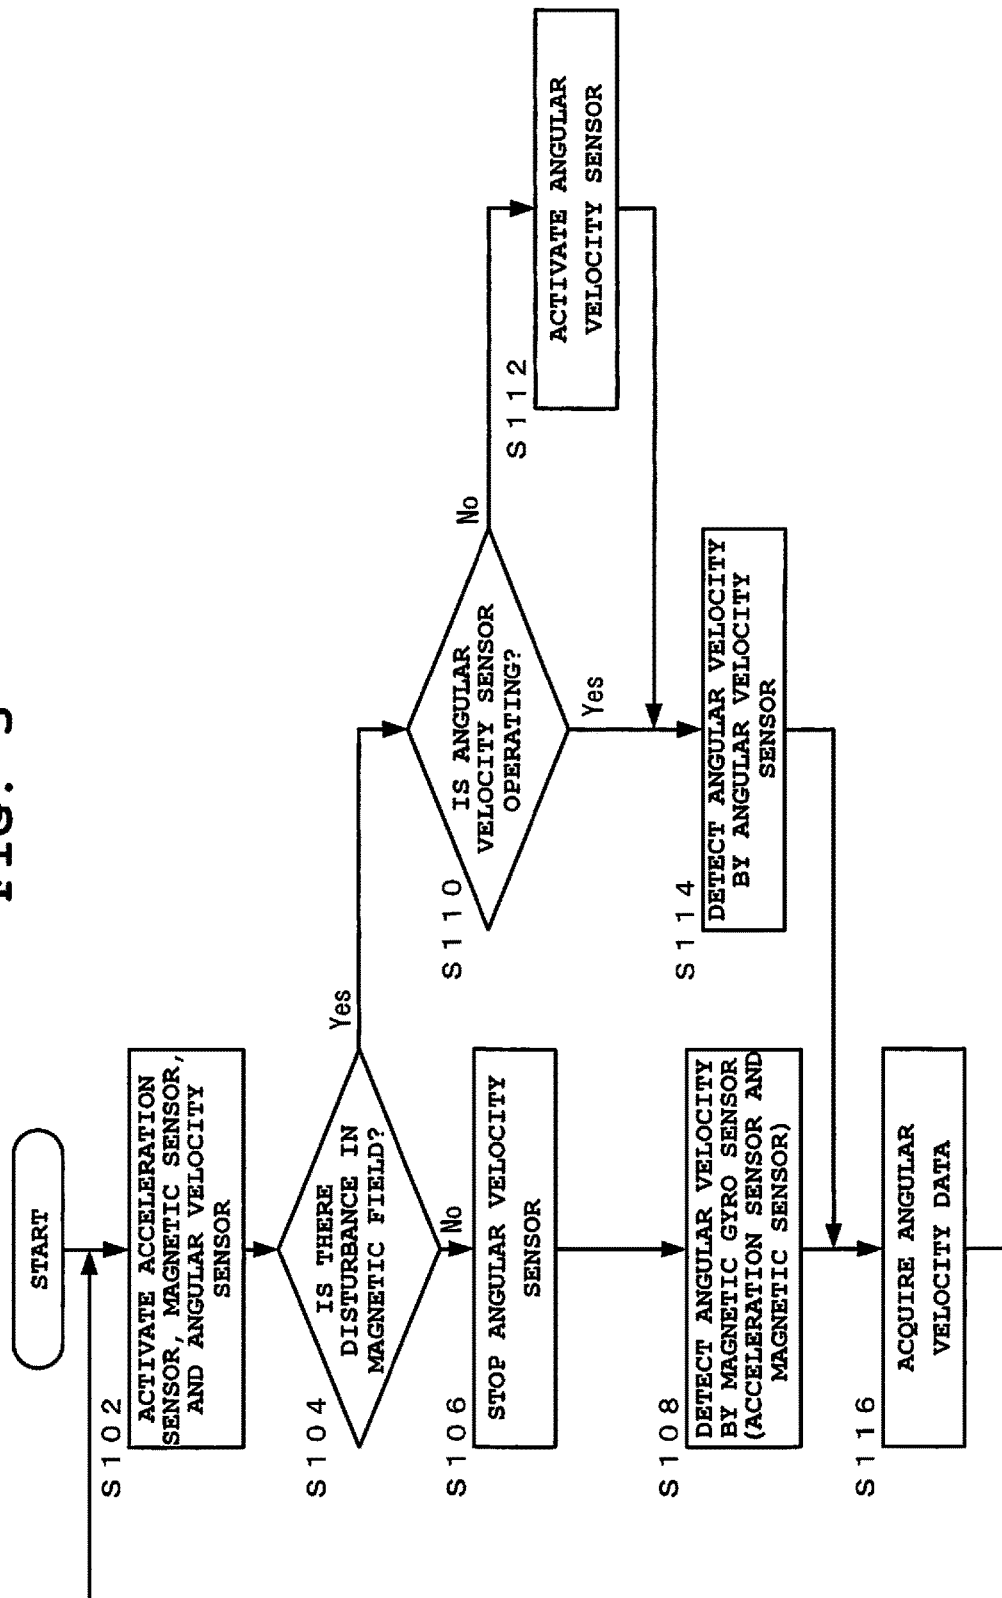 START
S102
ACTIVATE ACCELERATION
SENSOR, MAGNETIC SENSOR,
AND ANGULAR VELOCITY
SENSOR
S104
IS THERE
DISTURBANCE IN
MAGNETIC FIELD?
Yes
No
S106
STOP ANGULAR VELOCITY
SENSOR
S108
DETECT ANGULAR VELOCITY
BY MAGNETIC GYRO SENSOR
(ACCELERATION SENSOR AND
MAGNETIC SENSOR)
S110
IS ANGULAR
VELOCITY SENSOR
OPERATING?
No
Yes
S112
ACTIVATE ANGULAR
VELOCITY SENSOR
S114
DETECT ANGULAR VELOCITY
BY ANGULAR VELOCITY
SENSOR
S116
ACQUIRE ANGULAR
VELOCITY DATA